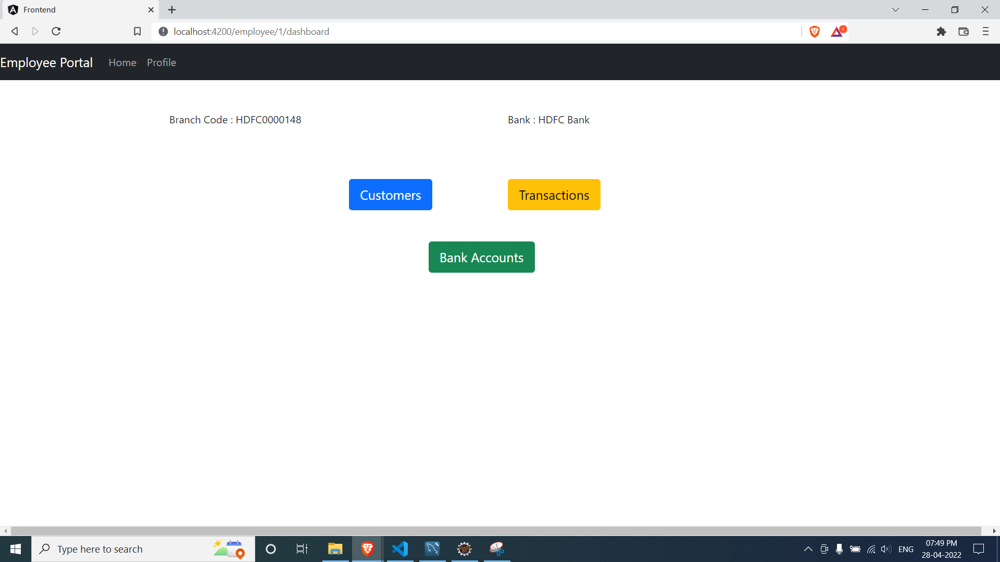 Frontend
localhost:4200/employee/1/dashboard
1
Employee Portal Home Profile
Branch Code : HDFC0000148 Bank : HDFC Bank
Customers Transactions
Bank Accounts
Type here to search
ENG
07:49 PM
28-04-2022